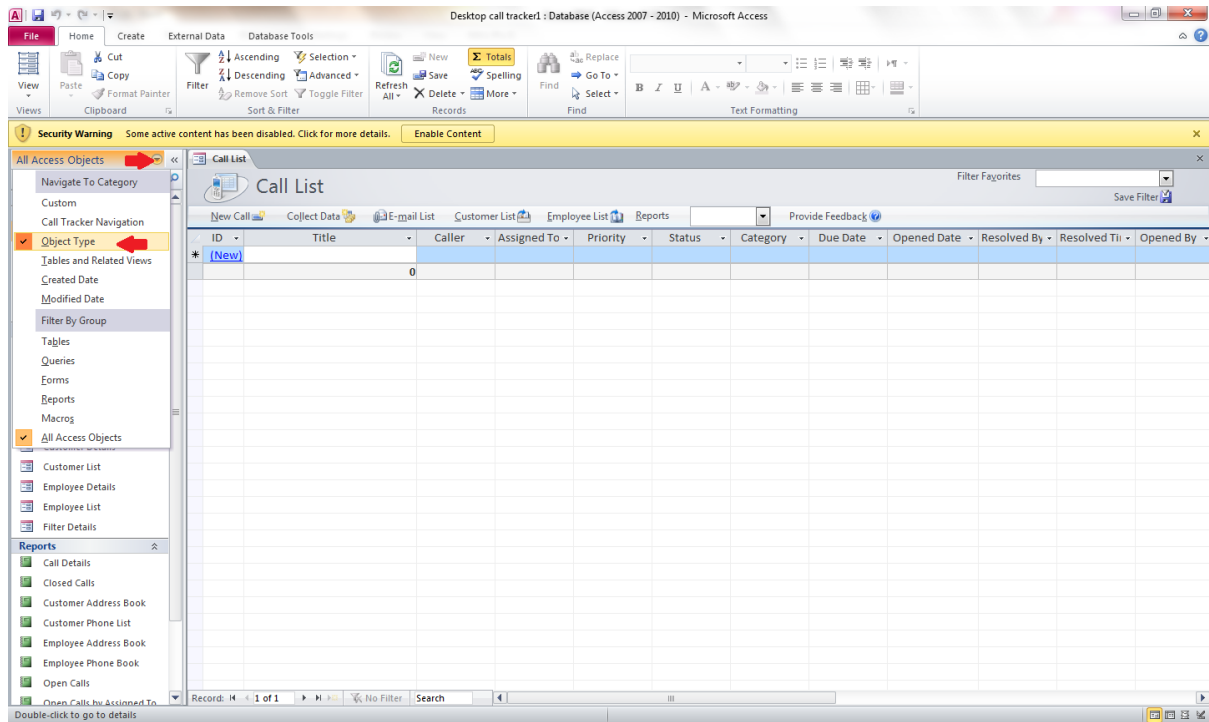 Desktop call tracker1 : Database (Access 2007 - 2010) - Microsoft Access
File Home Create External Data Database Tools
View
Views
Paste
Cut
Copy
Format Painter
Clipboard
Filter
Ascending
Descending
Remove Sort
Selection
Advanced
Toggle Filter
Sort & Filter
Refresh All
New
Save
Delete
Σ Totals
Spelling
More
Records
Find
Replace
Go To
Select
Find
B I U A
Text Formatting
Security Warning Some active content has been disabled. Click for more details. Enable Content
All Access Objects
Navigate To Category
Custom
Call Tracker Navigation
Object Type
Tables and Related Views
Created Date
Modified Date
Filter By Group
Tables
Queries
Forms
Reports
Macros
All Access Objects
Customer List
Employee Details
Employee List
Filter Details
Reports
Call Details
Closed Calls
Customer Address Book
Customer Phone List
Employee Address Book
Employee Phone Book
Open Calls
Open Calls by Assigned To
Call List
Call List
Filter Favorites
Save Filter
New Call Collect Data E-mail List Customer List Employee List Reports Provide Feedback
ID Title Caller Assigned To Priority Status Category Due Date Opened Date Resolved By Resolved Tir Opened By
* (New)
0
Record: 1 of 1 No Filter Search
Double-click to go to details